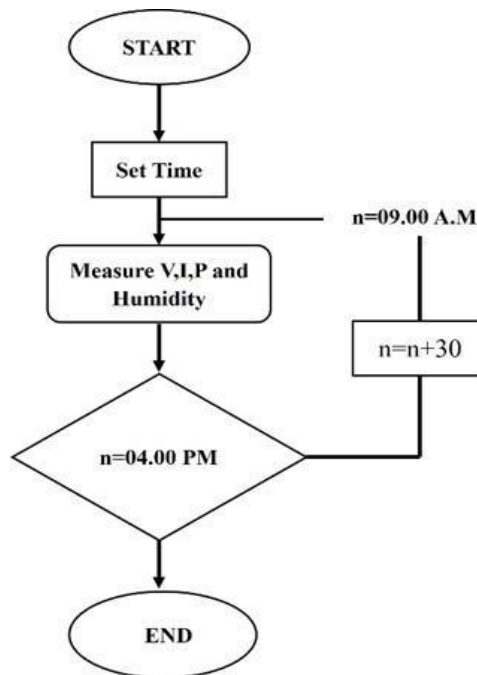 START
Set Time
n=09.00 A.M
Measure V,I,P and
Humidity
n=n+30
n=04.00 PM
END